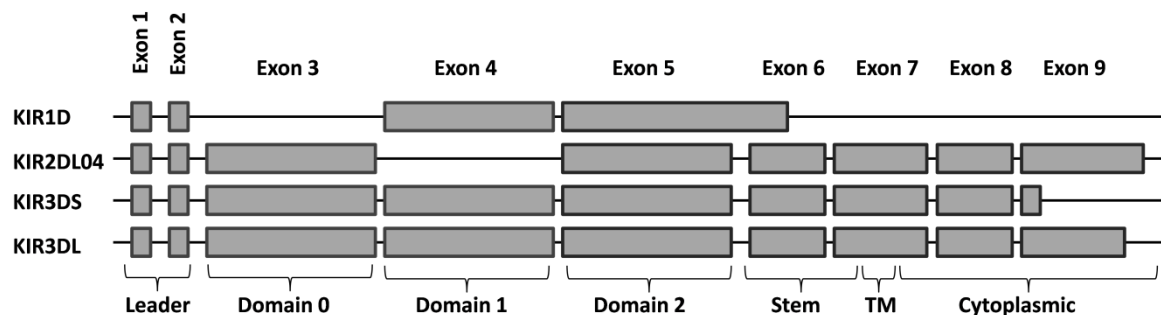 Exon 1 Exon 2 Exon 3 Exon 4 Exon 5 Exon 6 Exon 7 Exon 8 Exon 9
KIR1D
KIR2DL04
KIR3DS
KIR3DL
Leader Domain 0 Domain 1 Domain 2 Stem TM Cytoplasmic